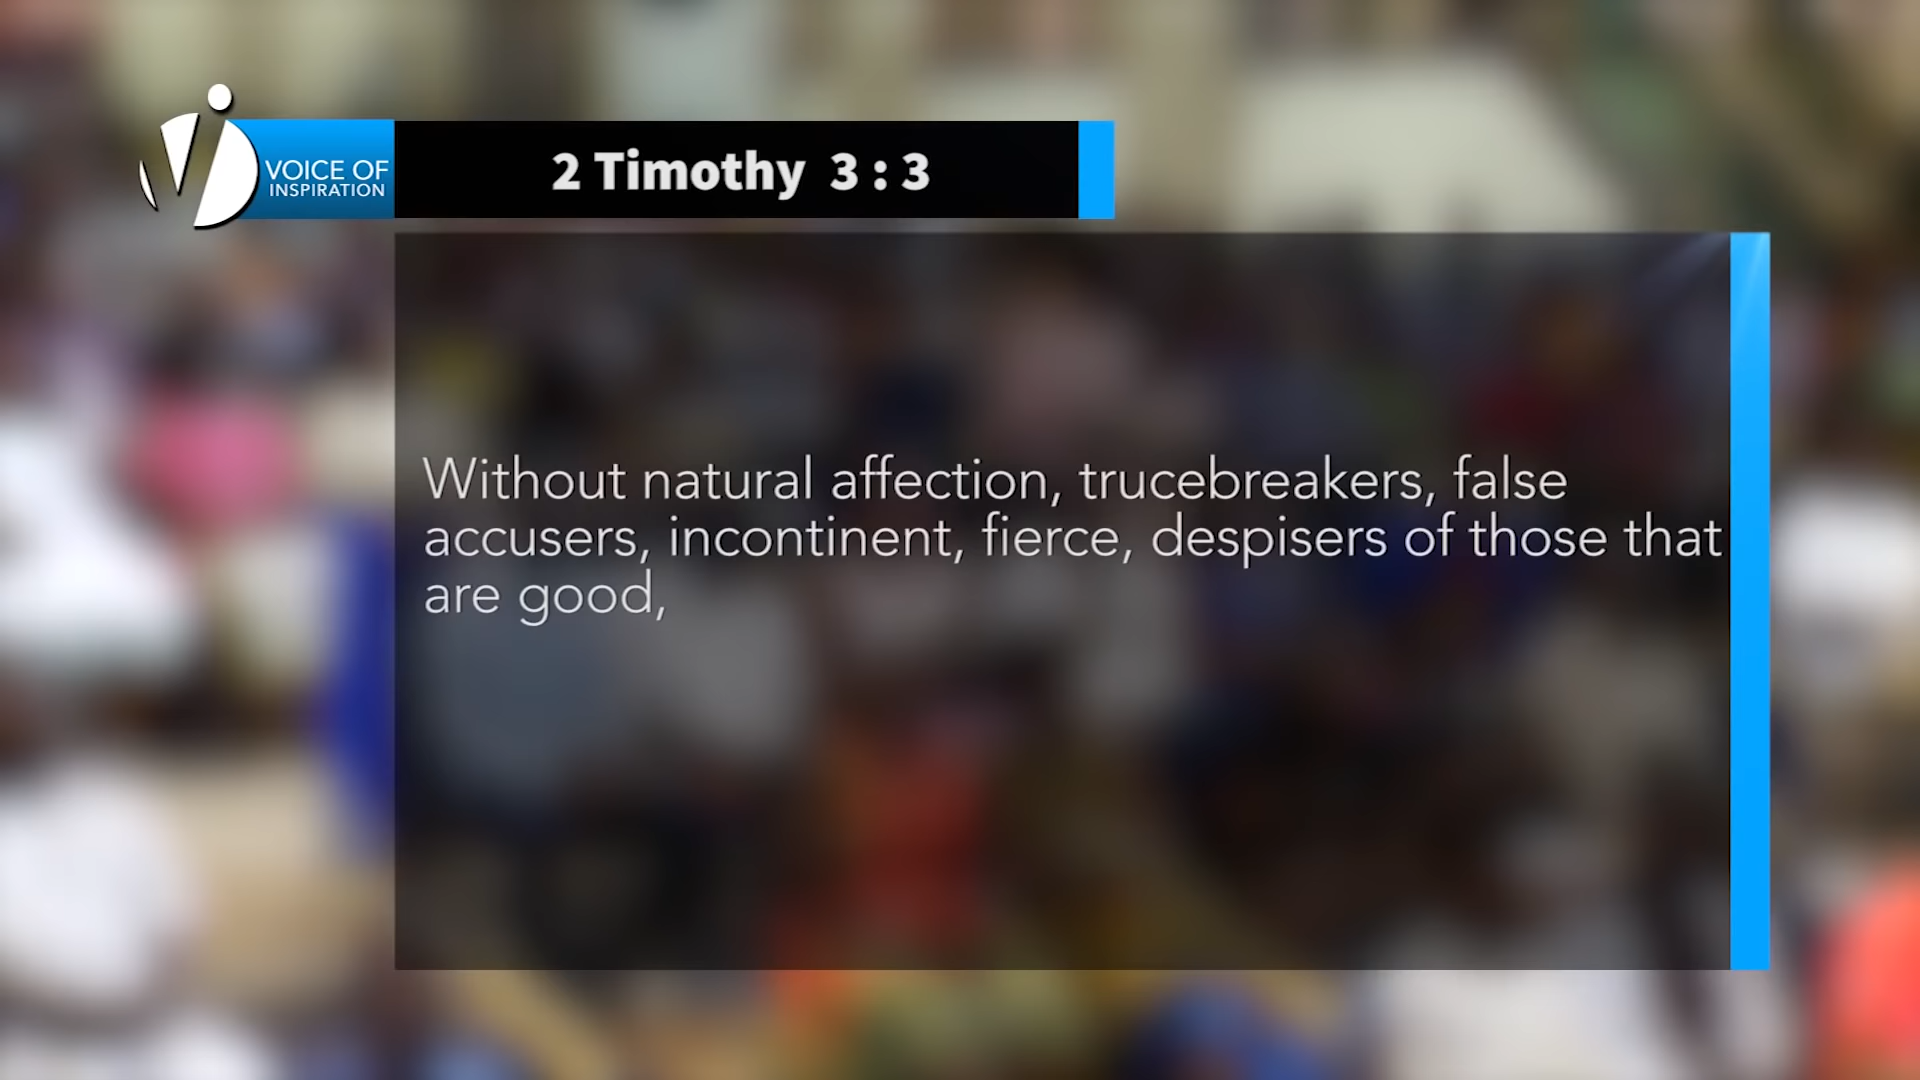 VOICE OF
INSPIRATION
2 Timothy 3 : 3
Without natural affection, trucebreakers, false
accusers, incontinent, fierce, despisers of those that
are good,